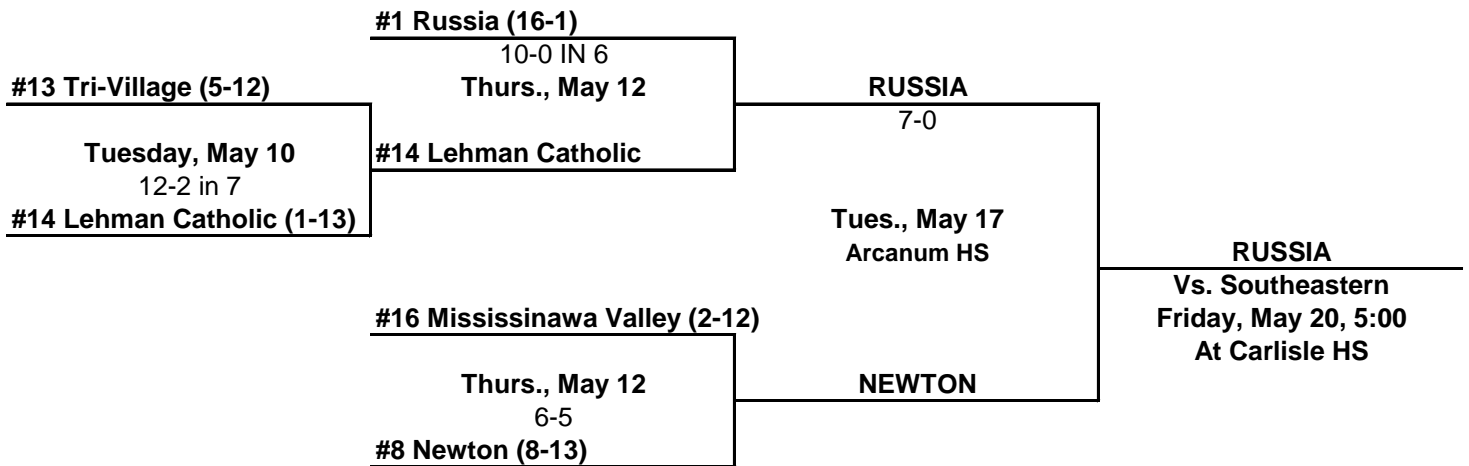 #1 Russia (16-1)
10-0 IN 6
#13 Tri-Village (5-12)
Thurs., May 12
RUSSIA
7-0
Tuesday, May 10
#14 Lehman Catholic
12-2 in 7
#14 Lehman Catholic (1-13)
Tues., May 17
Arcanum HS
RUSSIA
Vs. Southeastern
#16 Mississinawa Valley (2-12)
Friday, May 20, 5:00
At Carlisle HS
Thurs., May 12
NEWTON
6-5
#8 Newton (8-13)